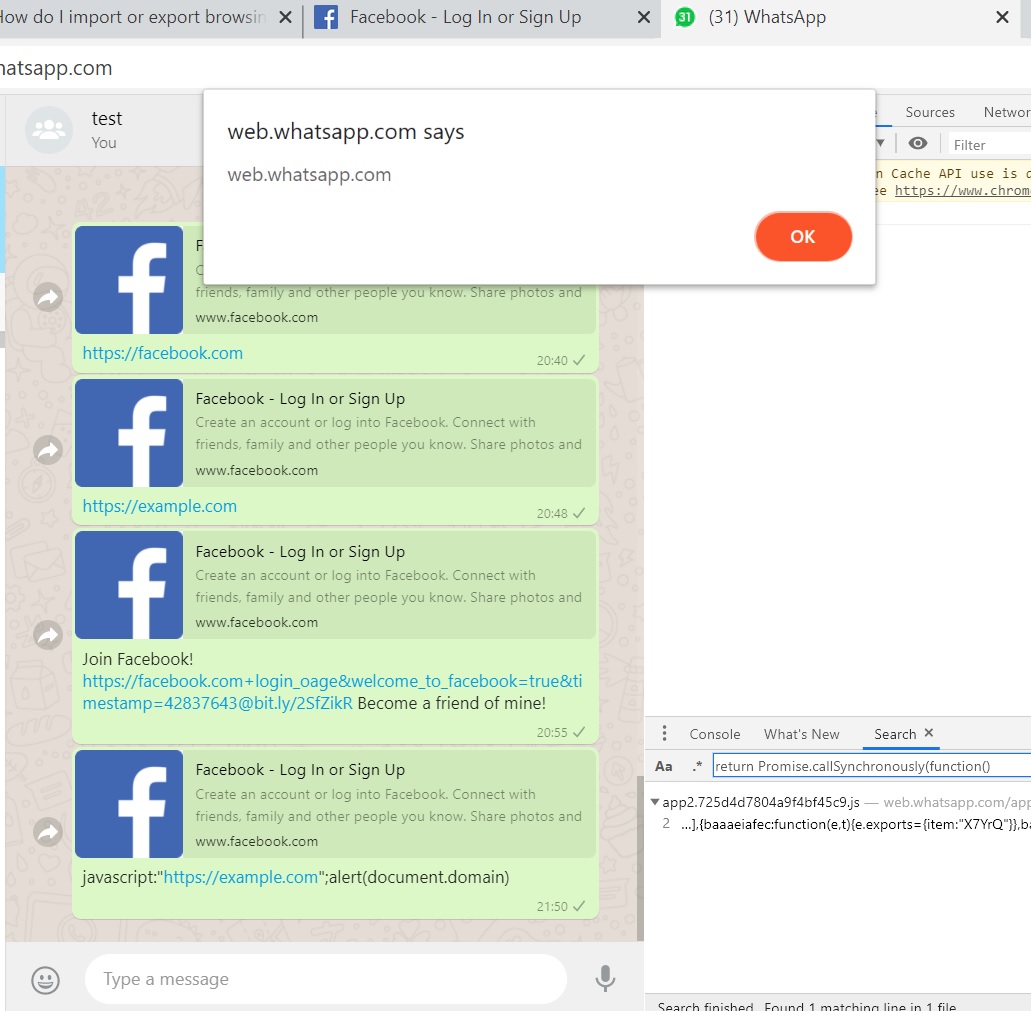 How do I import or export browsin
Facebook - Log In or Sign Up
31
(31) WhatsApp
hatsapp.com
test
You
web.whatsapp.com says
web.whatsapp.com
OK
Sources
Networ
Filter
n Cache API use is d
ee https://www.chrom
F
C
friends, family and other people you know. Share photos and
www.facebook.com
https://facebook.com
20:40
Facebook - Log In or Sign Up
Create an account or log into Facebook. Connect with
friends, family and other people you know. Share photos and
www.facebook.com
https://example.com
20:48
Facebook - Log In or Sign Up
Create an account or log into Facebook. Connect with
friends, family and other people you know. Share photos and
www.facebook.com
Join Facebook!
https://facebook.com+login_oage&welcome_to_facebook=true&ti
mestamp=42837643@bit.ly/2SfZikR Become a friend of mine!
20:55
Facebook - Log In or Sign Up
Create an account or log into Facebook. Connect with
friends, family and other people you know. Share photos and
www.facebook.com
javascript:"https://example.com";alert(document.domain)
21:50
Type a message
Console
What's New
Search
Aa
.*
return Promise.callSynchronously(function()
app2.725d4d7804a9f4bf45c9.js — web.whatsapp.com/app
2 ...],{baaaeiafec:function(e,t){e.exports={item:"X7YrQ"}},ba
Search finished. Found 1 matching line in 1 file.